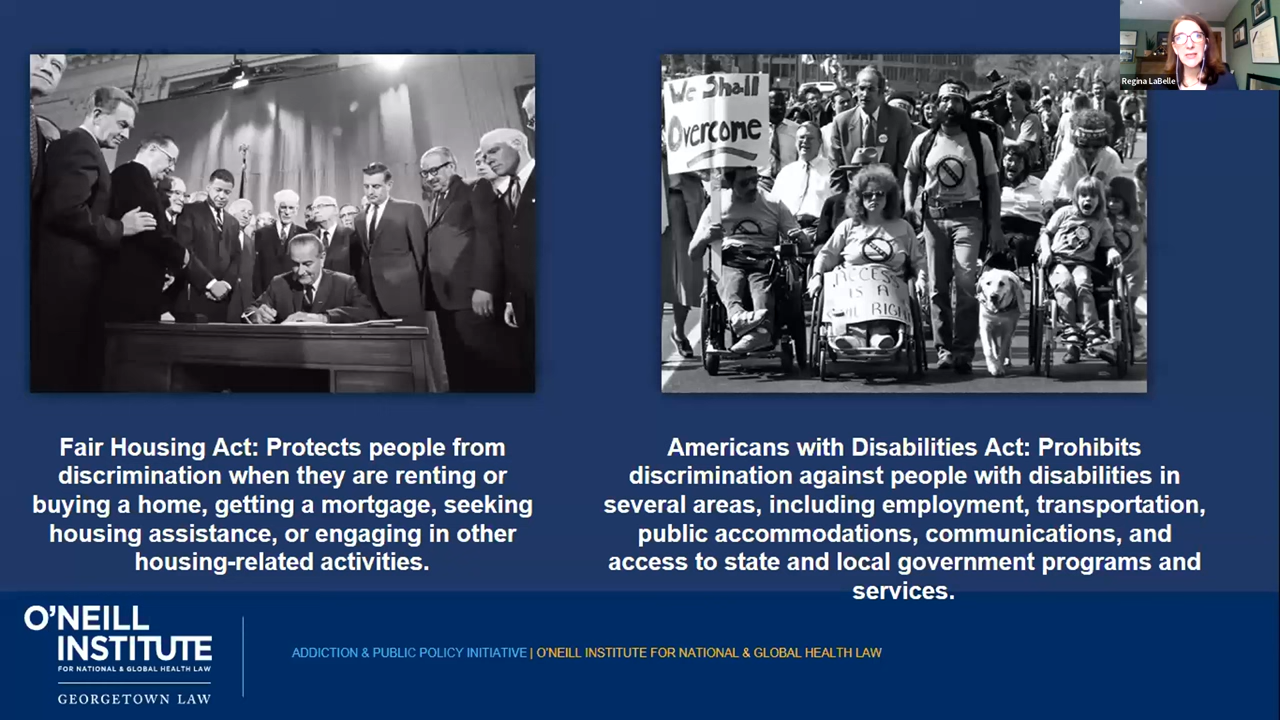 Regina LaBelle
We Shall
Overcome
ACCESS
IS A
CIVIL RIGHT
Fair Housing Act: Protects people from
discrimination when they are renting or
buying a home, getting a mortgage, seeking
housing assistance, or engaging in other
housing-related activities.
Americans with Disabilities Act: Prohibits
discrimination against people with disabilities in
several areas, including employment, transportation,
public accommodations, communications, and
access to state and local government programs and
services.
O'NEILL
INSTITUTE
FOR NATIONAL & GLOBAL HEALTH LAW
GEORGETOWN LAW
ADDICTION & PUBLIC POLICY INITIATIVE | O'NEILL INSTITUTE FOR NATIONAL & GLOBAL HEALTH LAW